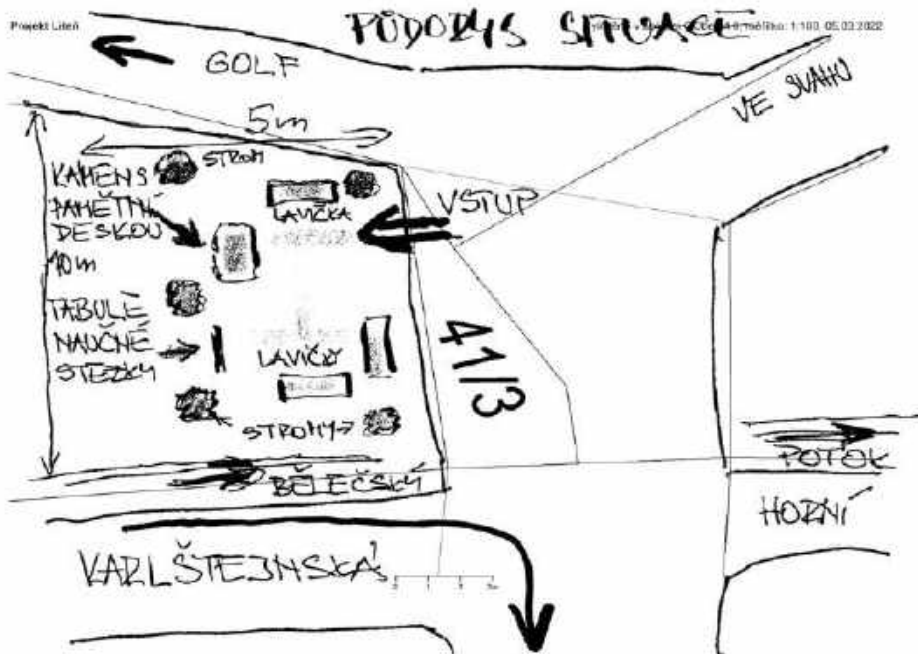 Projekt Liteň
měřítko: 1:100, 05.03.2022
PŮDORYS SITUACE
GOLF
VE SVAHU
5m
STROM
KÁMEN S
PAMĚTNÍ
DESKOU
LAVIČKA
VSTUP
10m
TABULE
NAUČNÉ
STEZKY
LAVIČKY
41/3
STROMY
BĚLEČSKÝ
POTOK
HORNÍ
KARLŠTEJNSKÁ